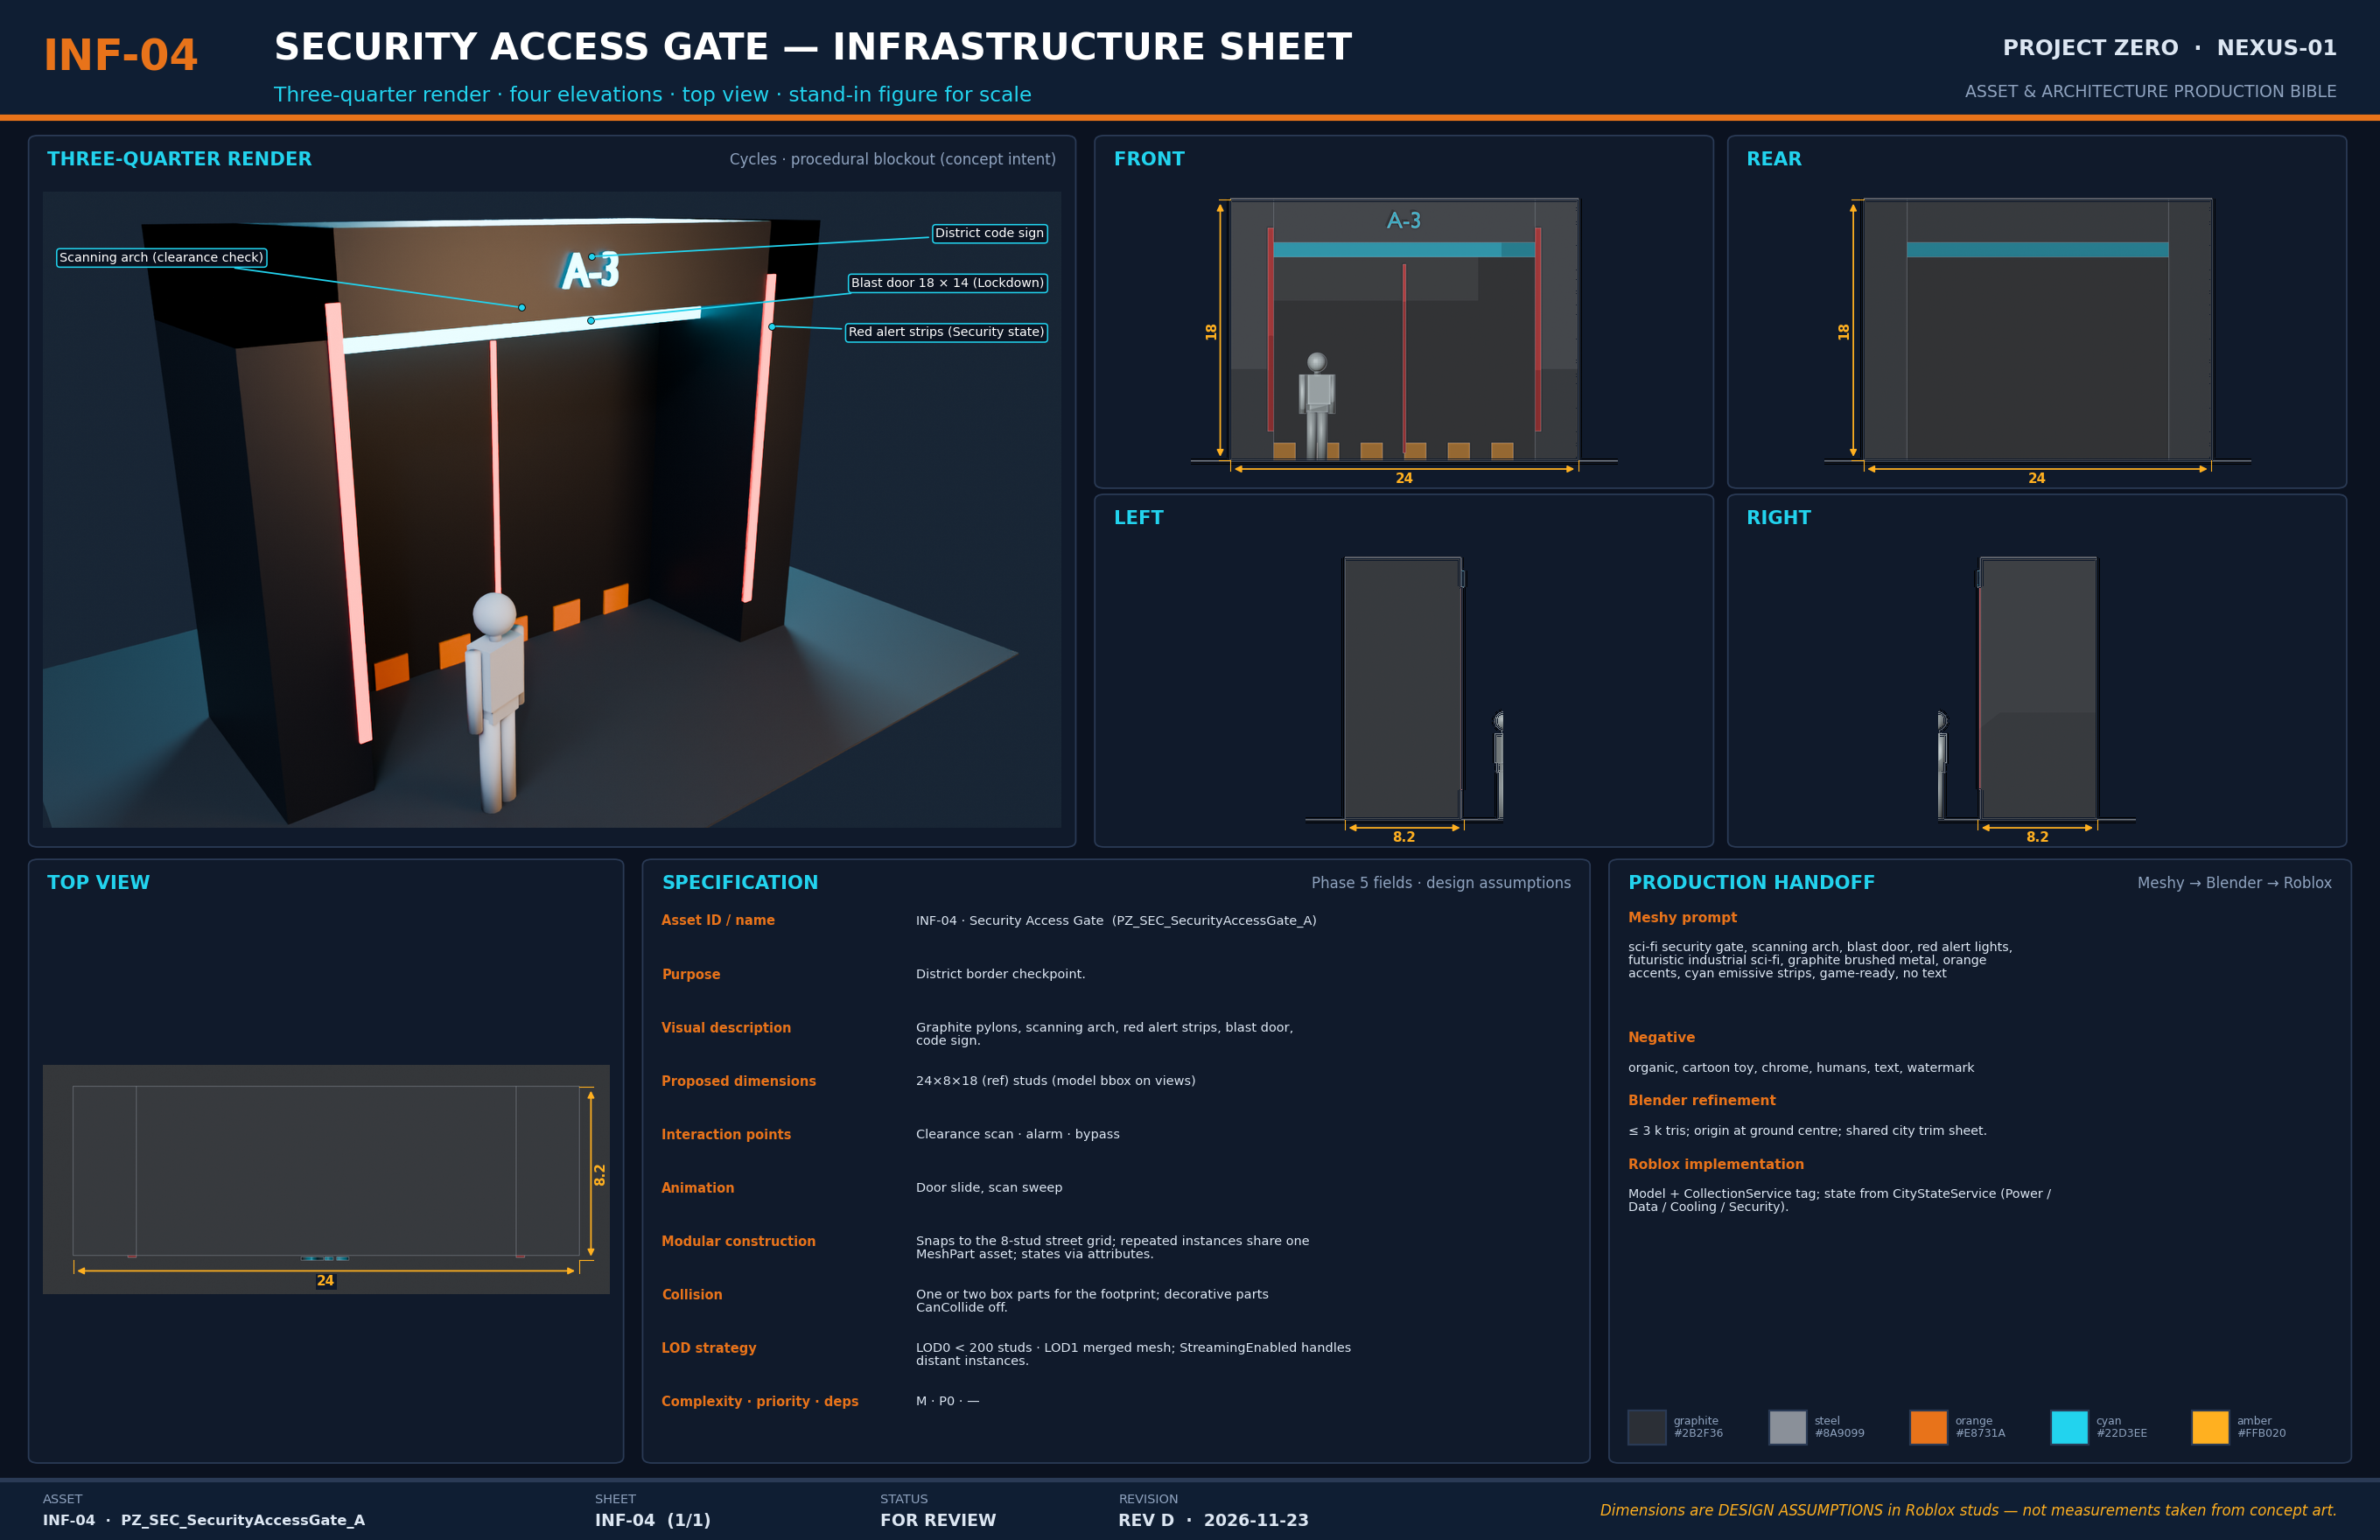 INF-04
SECURITY ACCESS GATE — INFRASTRUCTURE SHEET
Three-quarter render · four elevations · top view · stand-in figure for scale
PROJECT ZERO · NEXUS-01
ASSET & ARCHITECTURE PRODUCTION BIBLE
THREE-QUARTER RENDER
Cycles · procedural blockout (concept intent)
Scanning arch (clearance check)
District code sign
Blast door 18 × 14 (Lockdown)
Red alert strips (Security state)
A-3
FRONT
A-3
18
24
REAR
18
24
LEFT
8.2
RIGHT
8.2
TOP VIEW
8.2
24
SPECIFICATION
Phase 5 fields · design assumptions
Asset ID / name
INF-04 · Security Access Gate (PZ_SEC_SecurityAccessGate_A)
Purpose
District border checkpoint.
Visual description
Graphite pylons, scanning arch, red alert strips, blast door,
code sign.
Proposed dimensions
24×8×18 (ref) studs (model bbox on views)
Interaction points
Clearance scan · alarm · bypass
Animation
Door slide, scan sweep
Modular construction
Snaps to the 8-stud street grid; repeated instances share one
MeshPart asset; states via attributes.
Collision
One or two box parts for the footprint; decorative parts
CanCollide off.
LOD strategy
LOD0 < 200 studs · LOD1 merged mesh; StreamingEnabled handles
distant instances.
Complexity · priority · deps
M · P0 · —
PRODUCTION HANDOFF
Meshy → Blender → Roblox
Meshy prompt
sci-fi security gate, scanning arch, blast door, red alert lights,
futuristic industrial sci-fi, graphite brushed metal, orange
accents, cyan emissive strips, game-ready, no text
Negative
organic, cartoon toy, chrome, humans, text, watermark
Blender refinement
≤ 3 k tris; origin at ground centre; shared city trim sheet.
Roblox implementation
Model + CollectionService tag; state from CityStateService (Power /
Data / Cooling / Security).
graphite
#2B2F36
steel
#8A9099
orange
#E8731A
cyan
#22D3EE
amber
#FFB020
ASSET
INF-04 · PZ_SEC_SecurityAccessGate_A
SHEET
INF-04 (1/1)
STATUS
FOR REVIEW
REVISION
REV D · 2026-11-23
Dimensions are DESIGN ASSUMPTIONS in Roblox studs — not measurements taken from concept art.